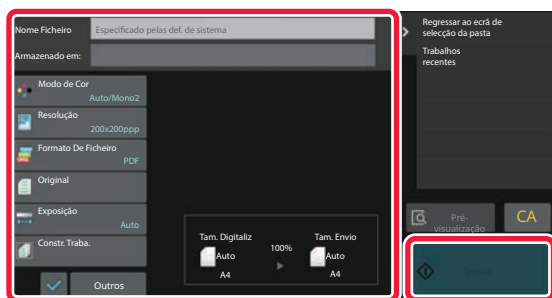 Nome Ficheiro
Especificado pelas def. de sistema
Armazenado em:
Modo de Cor
Auto/Mono2
Resolução
200x200ppp
Formato De Ficheiro
PDF
Original
Exposição
Auto
Constr. Traba.
Outros
Tam. Digitaliz
Auto
A4
100%
Tam. Envio
Auto
A4
Regressar ao ecrã de
selecção da pasta
Trabalhos
recentes
Pré-
visualização
CA
Iniciar